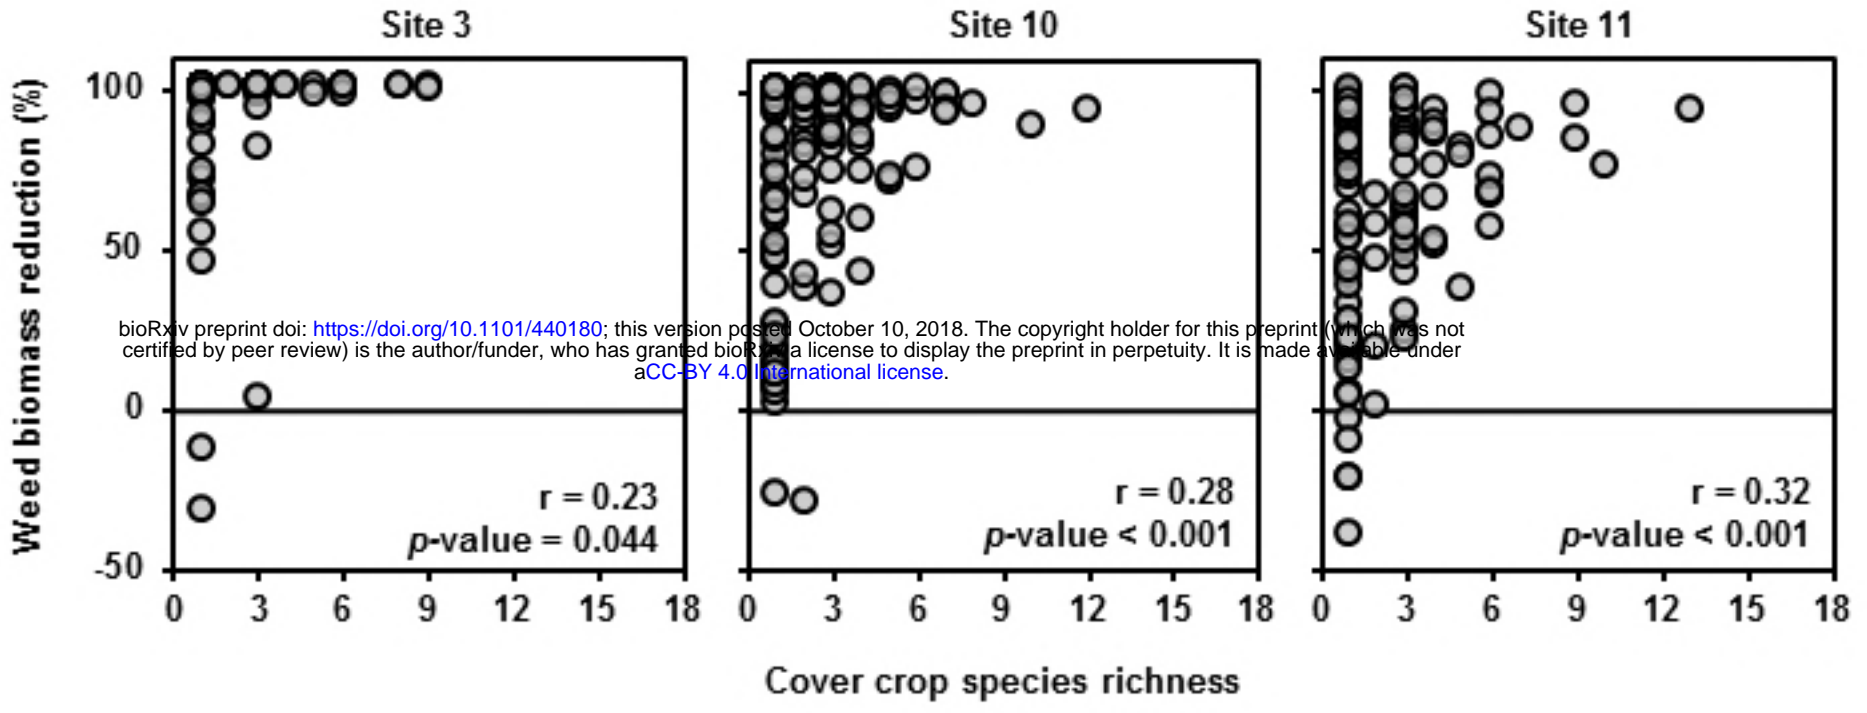 Site 3
Site 10
Site 11
Weed biomass reduction (%)
100
50
0
-50
bioRxiv preprint doi: https://doi.org/10.1101/440180; this version posted October 10, 2018. The copyright holder for this preprint (which was not
certified by peer review) is the author/funder, who has granted bioRxiv a license to display the preprint in perpetuity. It is made available under
aCC-BY 4.0 International license.
r = 0.23
p-value = 0.044
r = 0.28
p-value < 0.001
r = 0.32
p-value < 0.001
0 3 6 9 12 15 18
0 3 6 9 12 15 18
0 3 6 9 12 15 18
Cover crop species richness